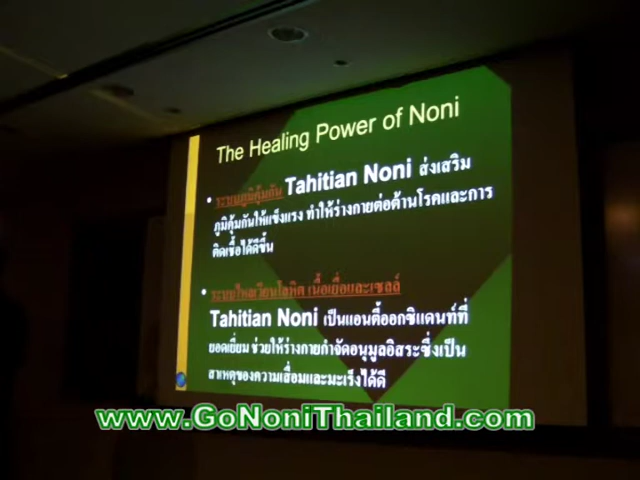 The Healing Power of Noni
• ระบบภูมิคุ้มกัน Tahitian Noni ส่งเสริม
ภูมิคุ้มกันให้แข็งแรง ทำให้ร่างกายต่อต้านโรคและการ
ติดเชื้อได้ดีขึ้น
• ระบบไหลเวียนโลหิต เนื้อเยื่อและเซลล์
Tahitian Noni เป็นแอนตี้ออกซิแดนท์ที่
ยอดเยี่ยม ช่วยให้ร่างกายกำจัดอนุมูลอิสระซึ่งเป็น
สาเหตุของความเสื่อมและมะเร็งได้ดี
www.GoNoniThailand.com